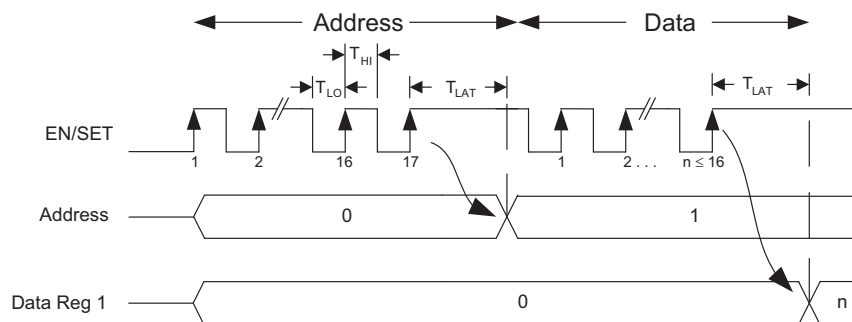 Address Data
T_HI
T_LO T_LAT T_LAT
EN/SET
1 2 16 17 1 2 . . . n ≤ 16
Address 0 1
Data Reg 1 0 n